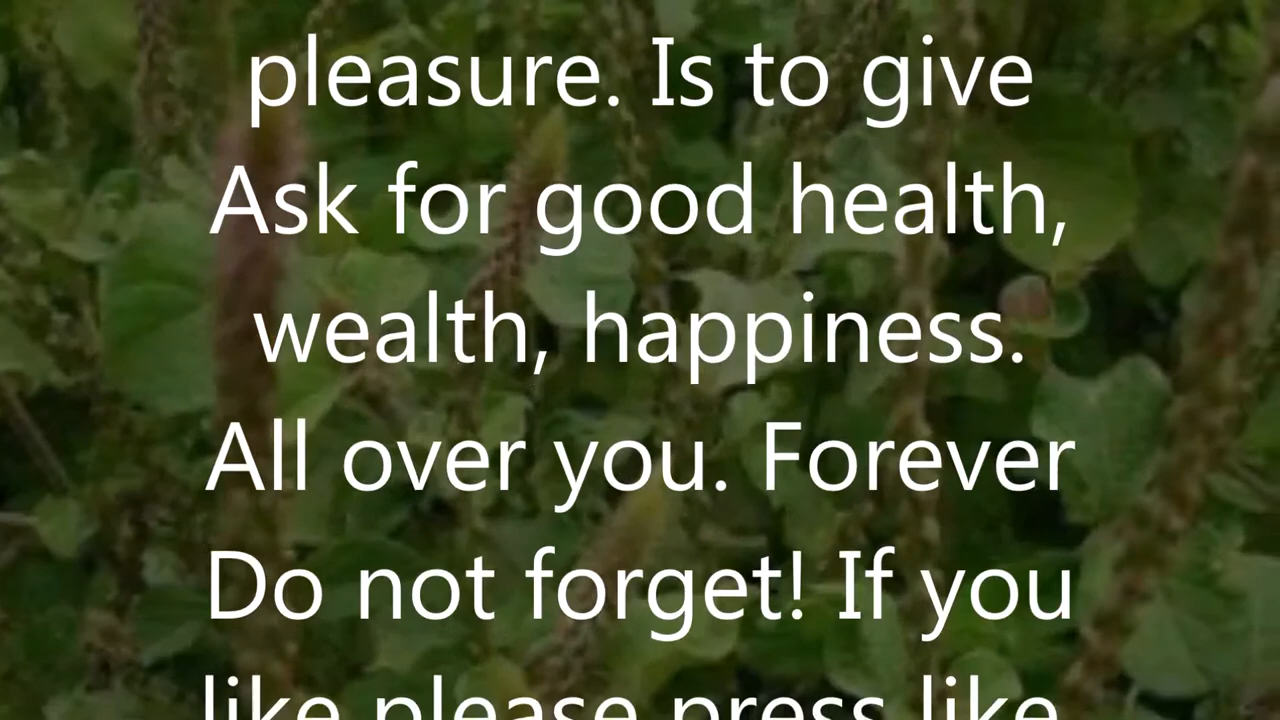 pleasure. Is to give
Ask for good health,
wealth, happiness.
All over you. Forever
Do not forget! If you
like please press like